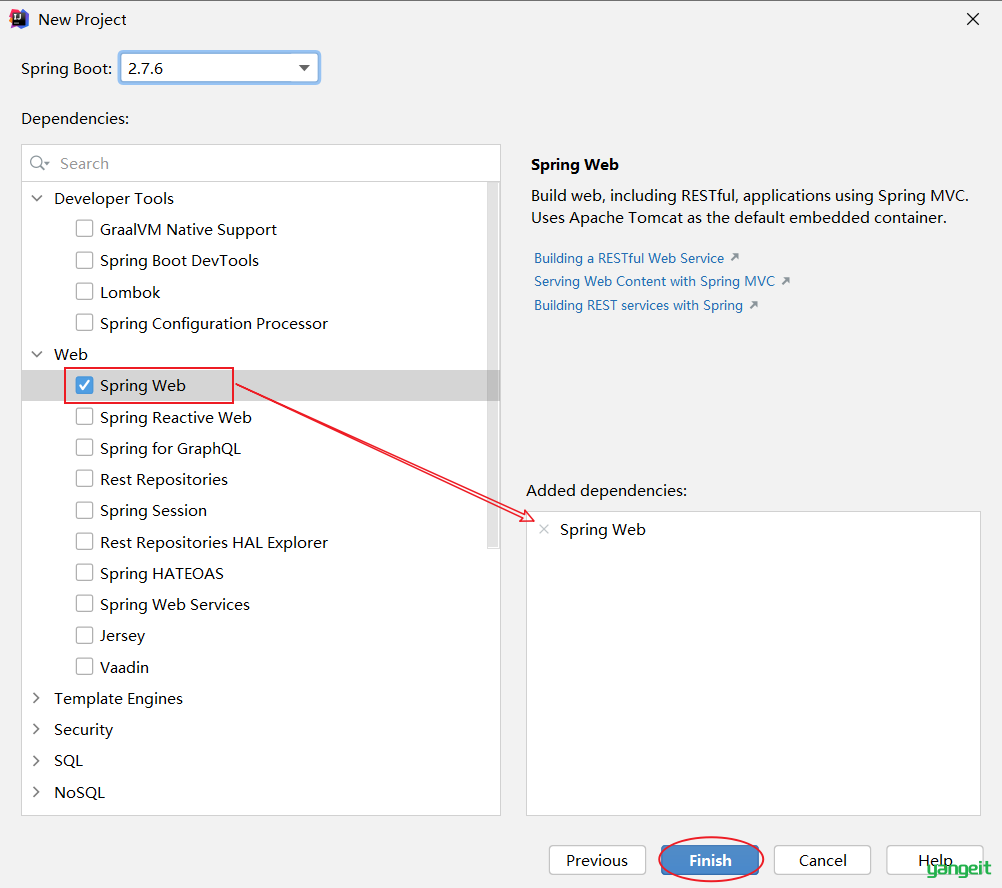 New Project
Spring Boot: 2.7.6
Dependencies:
Search
Developer Tools
GraalVM Native Support
Spring Boot DevTools
Lombok
Spring Configuration Processor
Web
Spring Web
Spring Reactive Web
Spring for GraphQL
Rest Repositories
Spring Session
Rest Repositories HAL Explorer
Spring HATEOAS
Spring Web Services
Jersey
Vaadin
Template Engines
Security
SQL
NoSQL
Spring Web
Build web, including RESTful, applications using Spring MVC.
Uses Apache Tomcat as the default embedded container.
Building a RESTful Web Service
Serving Web Content with Spring MVC
Building REST services with Spring
Added dependencies:
Spring Web
Previous Finish Cancel Help
yangeit